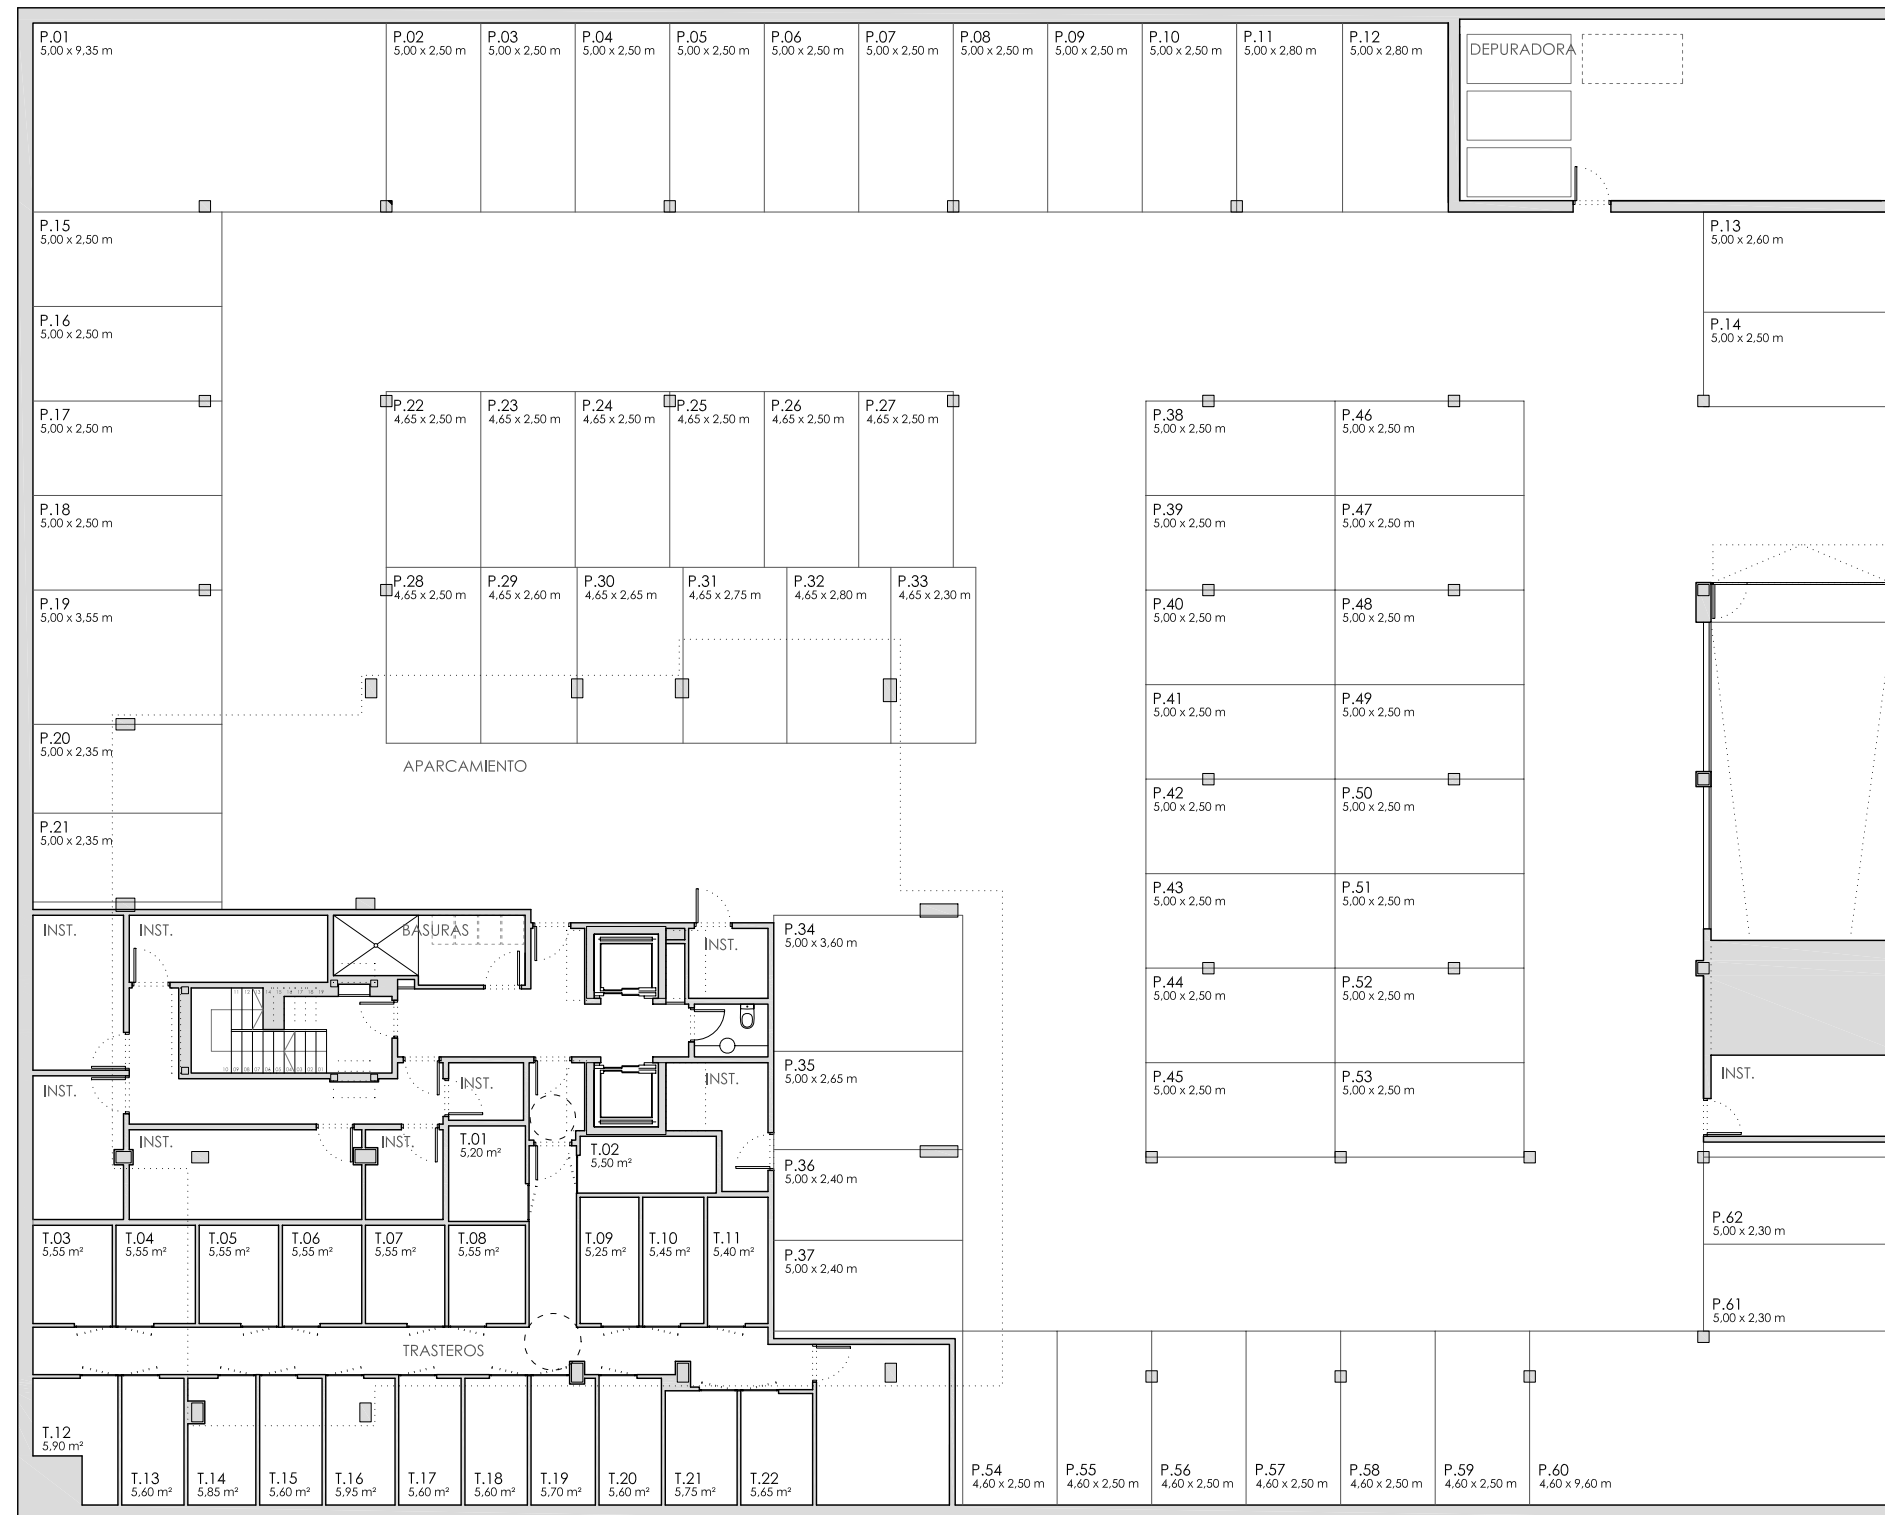 P.01
5,00 x 9,35 m
P.02
5,00 x 2,50 m
P.03
5,00 x 2,50 m
P.04
5,00 x 2,50 m
P.05
5,00 x 2,50 m
P.06
5,00 x 2,50 m
P.07
5,00 x 2,50 m
P.08
5,00 x 2,50 m
P.09
5,00 x 2,50 m
P.10
5,00 x 2,50 m
P.11
5,00 x 2,80 m
P.12
5,00 x 2,80 m
DEPURADORA
P.15
5,00 x 2,50 m
P.13
5,00 x 2,60 m
P.16
5,00 x 2,50 m
P.14
5,00 x 2,50 m
P.17
5,00 x 2,50 m
P.22
4,65 x 2,50 m
P.23
4,65 x 2,50 m
P.24
4,65 x 2,50 m
P.25
4,65 x 2,50 m
P.26
4,65 x 2,50 m
P.27
4,65 x 2,50 m
P.38
5,00 x 2,50 m
P.46
5,00 x 2,50 m
P.18
5,00 x 2,50 m
P.39
5,00 x 2,50 m
P.47
5,00 x 2,50 m
P.19
5,00 x 3,55 m
P.28
4,65 x 2,50 m
P.29
4,65 x 2,60 m
P.30
4,65 x 2,65 m
P.31
4,65 x 2,75 m
P.32
4,65 x 2,80 m
P.33
4,65 x 2,30 m
P.40
5,00 x 2,50 m
P.48
5,00 x 2,50 m
P.41
5,00 x 2,50 m
P.49
5,00 x 2,50 m
P.20
5,00 x 2,35 m
APARCAMIENTO
P.42
5,00 x 2,50 m
P.50
5,00 x 2,50 m
P.21
5,00 x 2,35 m
P.43
5,00 x 2,50 m
P.51
5,00 x 2,50 m
INST.
INST.
BASURAS
INST.
P.34
5,00 x 3,60 m
P.44
5,00 x 2,50 m
P.52
5,00 x 2,50 m
P.35
5,00 x 2,65 m
P.45
5,00 x 2,50 m
P.53
5,00 x 2,50 m
INST.
INST.
INST.
INST.
INST.
INST.
T.01
5,20 m²
T.02
5,50 m²
P.36
5,00 x 2,40 m
P.62
5,00 x 2,30 m
T.03
5,55 m²
T.04
5,55 m²
T.05
5,55 m²
T.06
5,55 m²
T.07
5,55 m²
T.08
5,55 m²
T.09
5,25 m²
T.10
5,45 m²
T.11
5,40 m²
P.37
5,00 x 2,40 m
P.61
5,00 x 2,30 m
TRASTEROS
T.12
5,90 m²
T.13
5,60 m²
T.14
5,85 m²
T.15
5,60 m²
T.16
5,95 m²
T.17
5,60 m²
T.18
5,60 m²
T.19
5,70 m²
T.20
5,60 m²
T.21
5,75 m²
T.22
5,65 m²
P.54
4,60 x 2,50 m
P.55
4,60 x 2,50 m
P.56
4,60 x 2,50 m
P.57
4,60 x 2,50 m
P.58
4,60 x 2,50 m
P.59
4,60 x 2,50 m
P.60
4,60 x 9,60 m